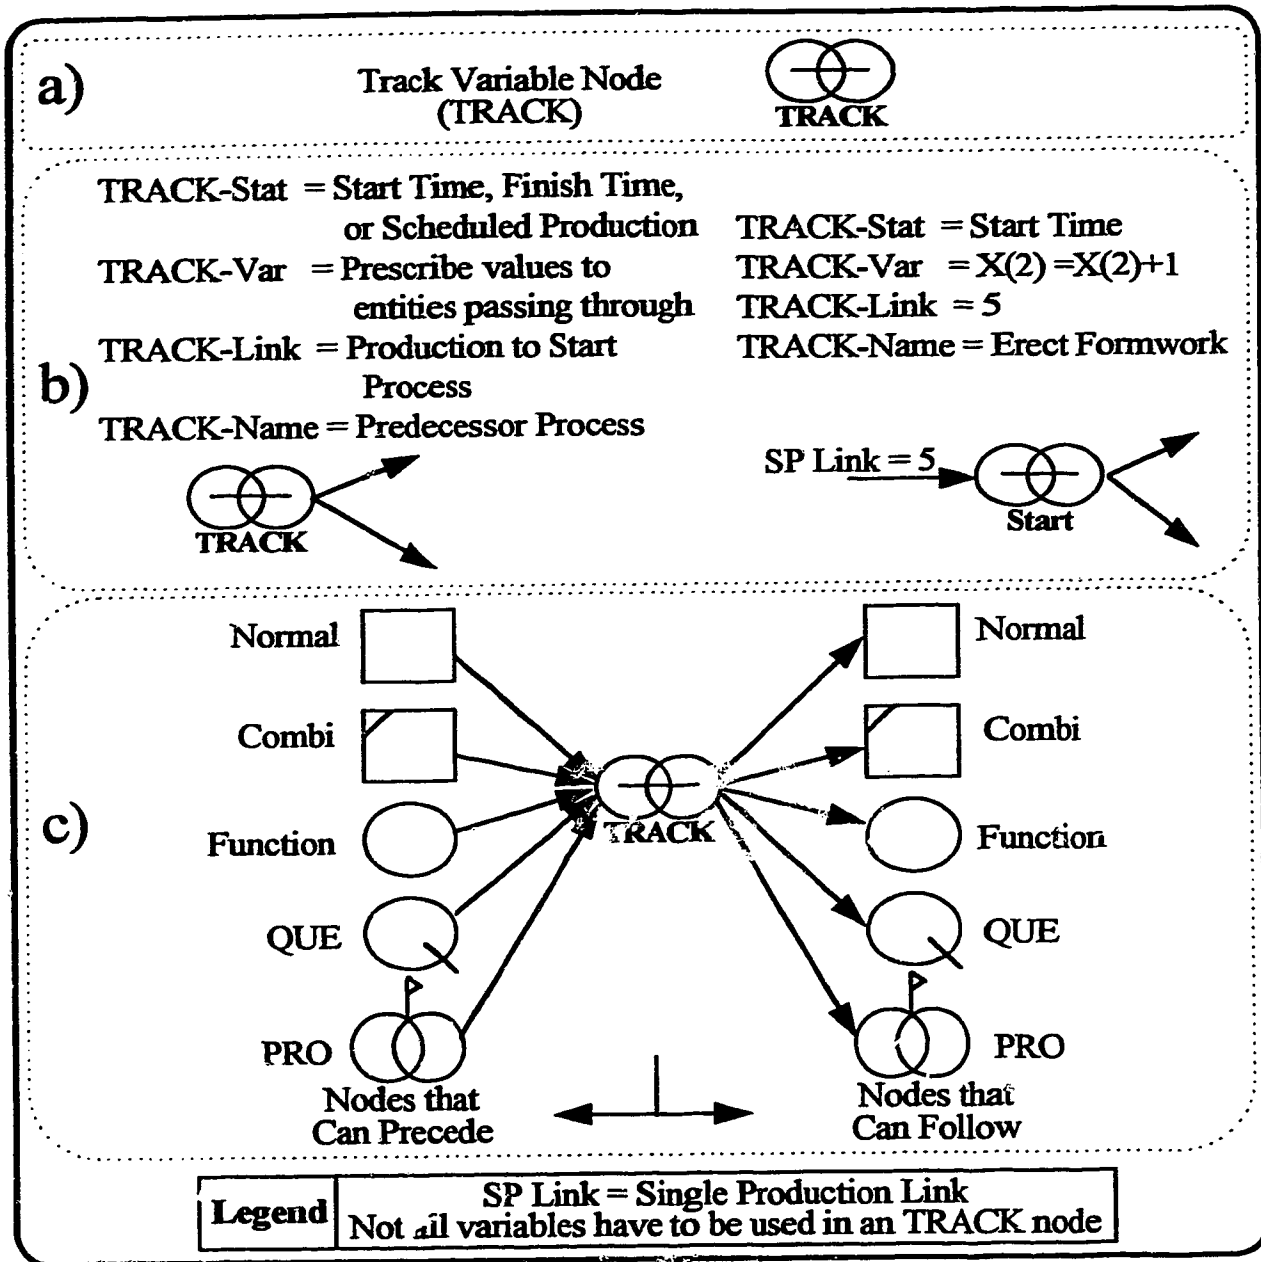 a)
Track Variable Node
(TRACK)
TRACK
b)
TRACK-Stat = Start Time, Finish Time,
or Scheduled Production
TRACK-Var = Prescribe values to
entities passing through
TRACK-Link = Production to Start
Process
TRACK-Name = Predecessor Process
TRACK
TRACK-Stat = Start Time
TRACK-Var = X(2) =X(2)+1
TRACK-Link = 5
TRACK-Name = Erect Formwork
SP Link = 5
Start
c)
Normal
Combi
Function
QUE
PRO
Nodes that
Can Precede
TRACK
Normal
Combi
Function
QUE
PRO
Nodes that
Can Follow
Legend
SP Link = Single Production Link
Not all variables have to be used in an TRACK node